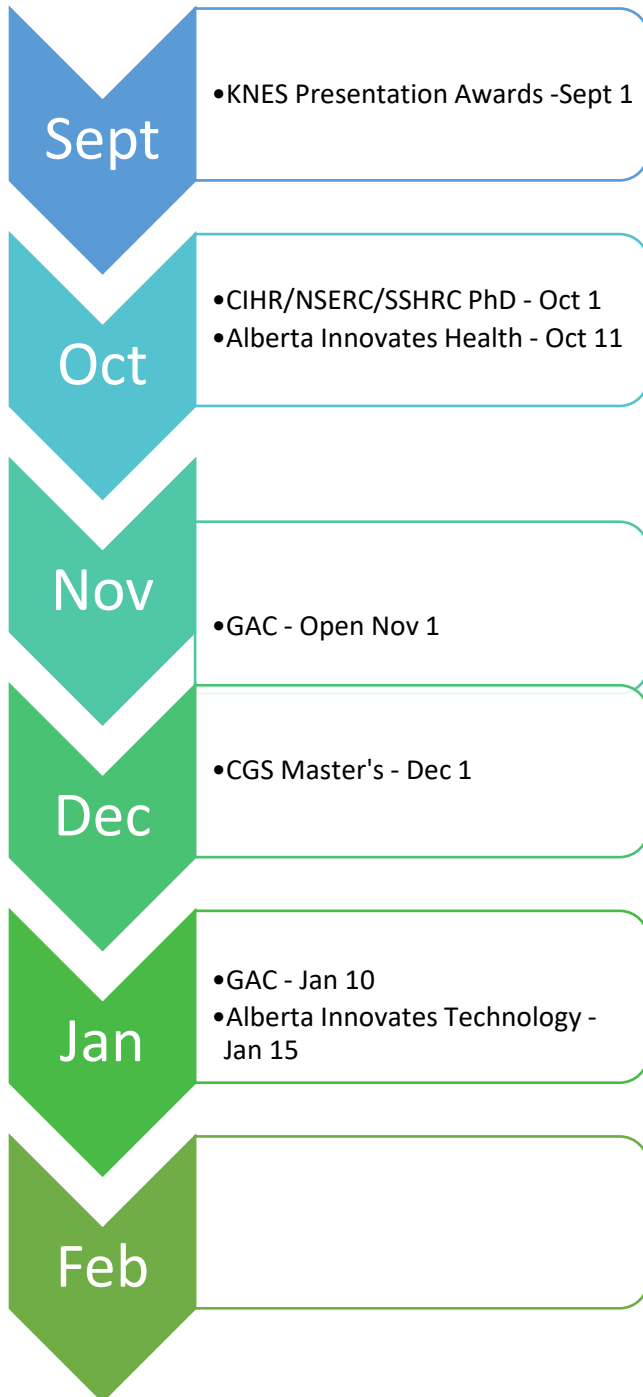 Sept
•KNES Presentation Awards -Sept 1
Oct
•CIHR/NSERC/SSHRC PhD - Oct 1
•Alberta Innovates Health - Oct 11
Nov
•GAC - Open Nov 1
Dec
•CGS Master's - Dec 1
Jan
•GAC - Jan 10
•Alberta Innovates Technology -
Jan 15
Feb